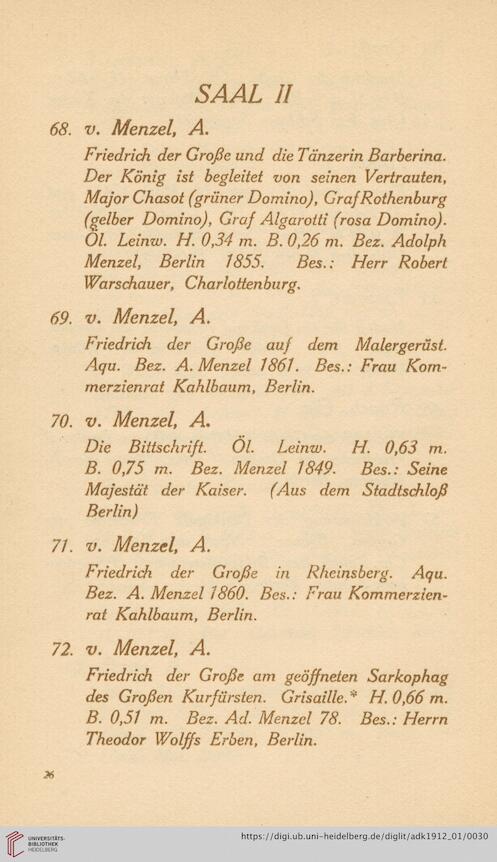 SAAL II
68. v. Menzel, A.
Friedrich der Große und die Tänzerin Barberina.
Der König ist begleitet von seinen Vertrauten,
Major Chasot (grüner Domino), Graf Rothenburg
(gelber Domino), Graf Algarotti (rosa Domino).
Öl. Leinw. H. 0,34 m. B. 0,26 m. Bez. Adolph
Menzel, Berlin 1855. Bes.: Herr Robert
Warschauer, Charlottenburg.
69. v. Menzel, A.
Friedrich der Große auf dem Malergerüst.
Aqu. Bez. A. Menzel 1861. Bes.: Frau Kom-
merzienrat Kahlbaum, Berlin.
70. v. Menzel, A.
Die Bittschrift. Öl. Leinw. H. 0,63 m.
B. 0,75 m. Bez. Menzel 1849. Bes.: Seine
Majestät der Kaiser. (Aus dem Stadtschloß
Berlin)
71. v. Menzel, A.
Friedrich der Große in Rheinsberg. Aqu.
Bez. A. Menzel 1860. Bes.: Frau Kommerzien-
rat Kahlbaum, Berlin.
72. v. Menzel, A.
Friedrich der Große am geöffneten Sarkophag
des Großen Kurfürsten. Grisaille.* H. 0,66 m.
B. 0,51 m. Bez. Ad. Menzel 78. Bes.: Herrn
Theodor Wolffs Erben, Berlin.
26
UNIVERSITÄTS-
BIBLIOTHEK
HEIDELBERG
https://digi.ub.uni-heidelberg.de/diglit/adk1912_01/0030